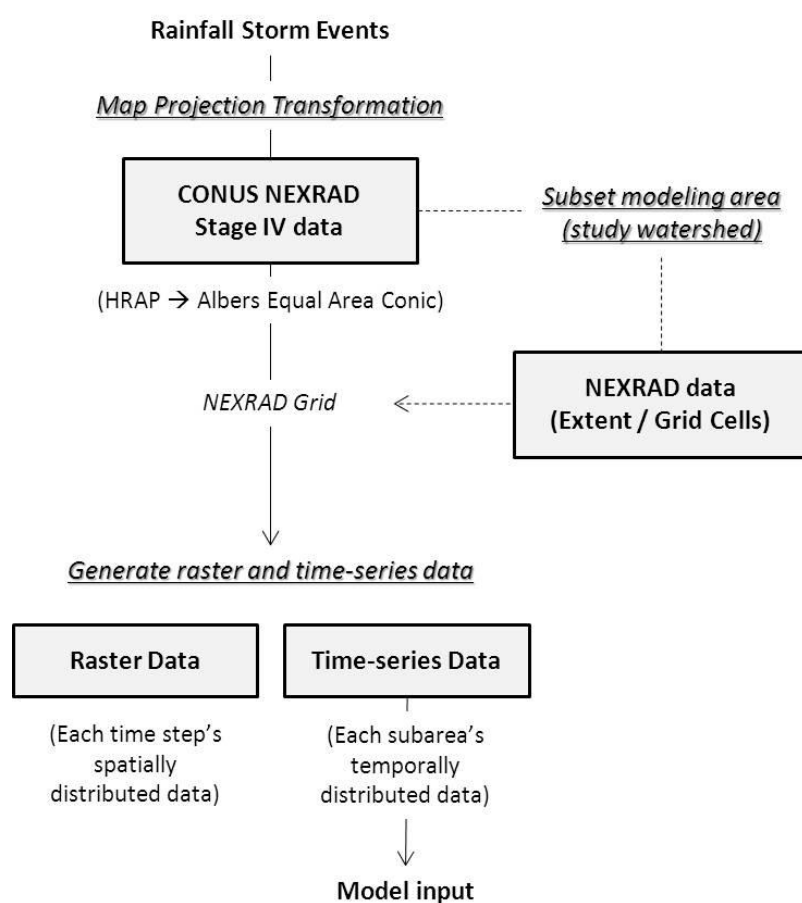 Rainfall Storm Events
Map Projection Transformation
CONUS NEXRAD
Stage IV data
Subset modeling area
(study watershed)
(HRAP → Albers Equal Area Conic)
NEXRAD data
(Extent / Grid Cells)
NEXRAD Grid
Generate raster and time-series data
Raster Data
Time-series Data
(Each time step’s
spatially
distributed data)
(Each subarea’s
temporally
distributed data)
Model input